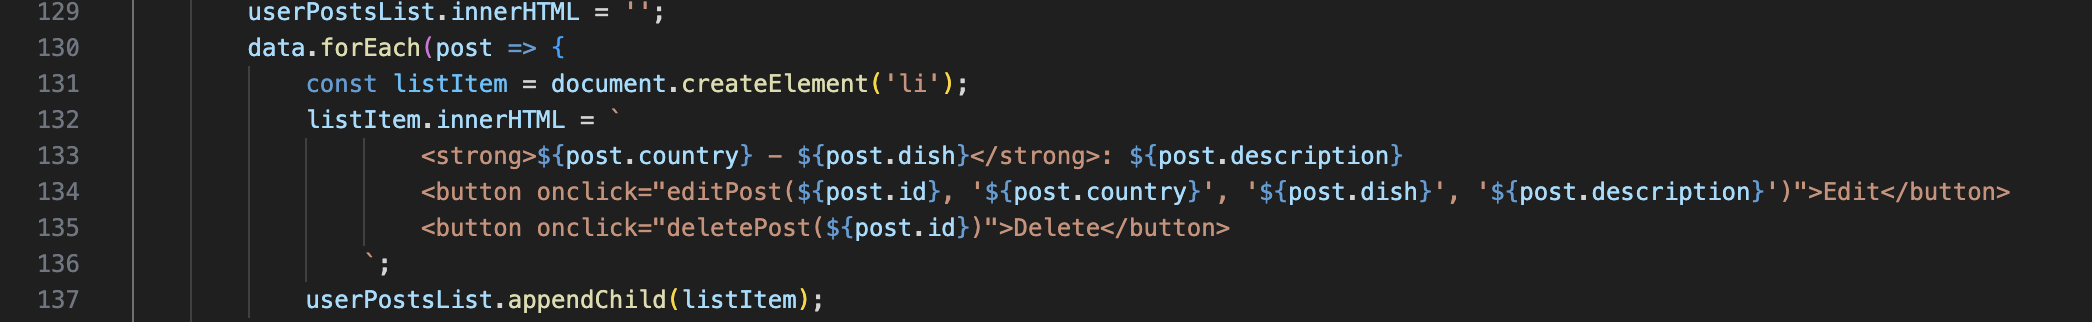 129 userPostsList.innerHTML = '';
130 data.forEach(post => {
131 const listItem = document.createElement('li');
132 listItem.innerHTML = `
133 <strong>${post.country} - ${post.dish}</strong>: ${post.description}
134 <button onclick="editPost(${post.id}, '${post.country}', '${post.dish}', '${post.description}')">Edit</button>
135 <button onclick="deletePost(${post.id})">Delete</button>
136 `;
137 userPostsList.appendChild(listItem);